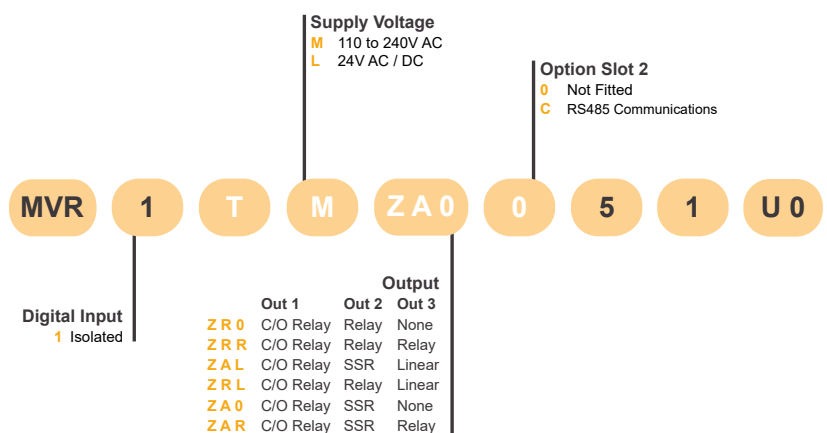 Supply Voltage
M 110 to 240V AC
L 24V AC / DC
Option Slot 2
0 Not Fitted
C RS485 Communications
MVR 1 T M Z A 0 0 5 1 U 0
Digital Input
1 Isolated
Output
Out 1 Out 2 Out 3
Z R 0 C/O Relay Relay None
Z R R C/O Relay Relay Relay
Z A L C/O Relay SSR Linear
Z R L C/O Relay Relay Linear
Z A 0 C/O Relay SSR None
Z A R C/O Relay SSR Relay